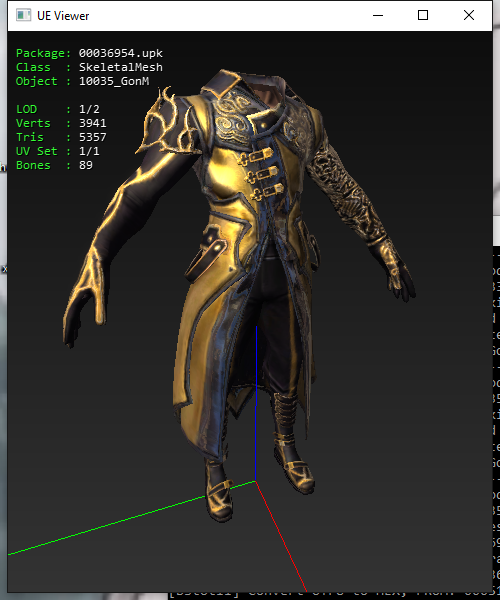 UE Viewer
Package: 00036954.upk
Class : SkeletalMesh
Object : 10035_GonM
LOD : 1/2
Verts : 3941
Tris : 5357
UV Set : 1/1
Bones : 89